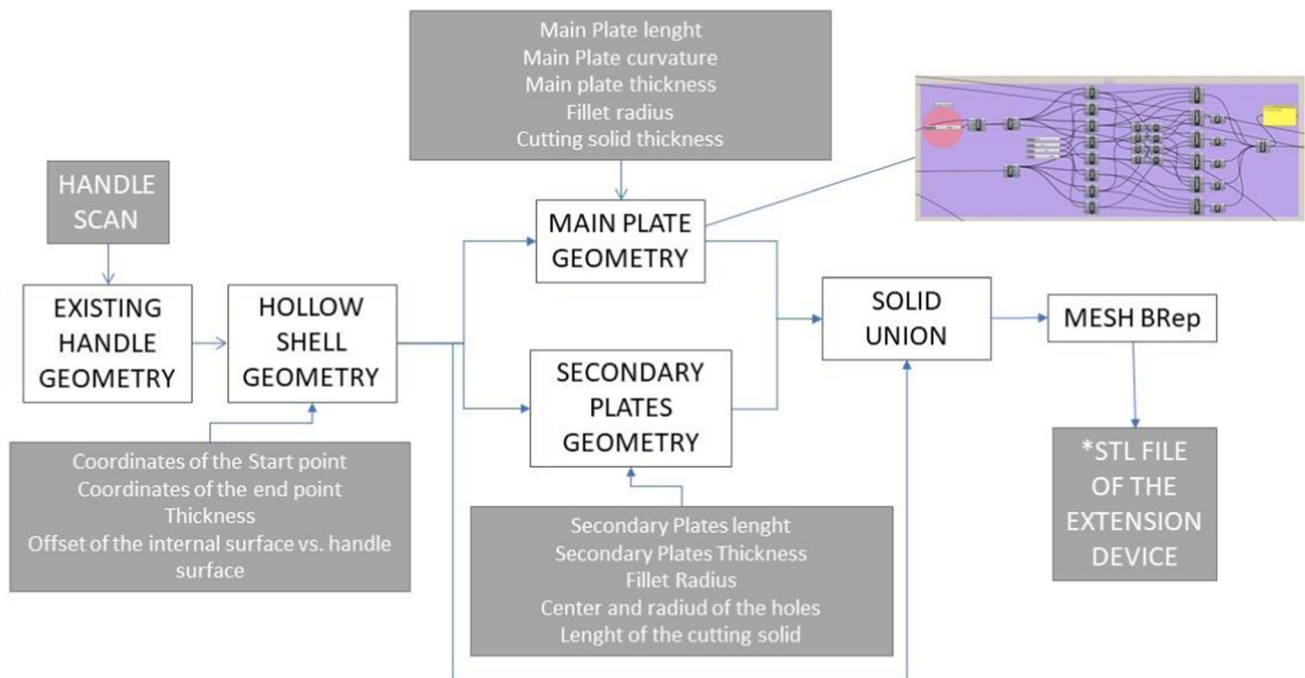 Main Plate lenght
Main Plate curvature
Main plate thickness
Fillet radius
Cutting solid thickness
HANDLE
SCAN
EXISTING
HANDLE
GEOMETRY
HOLLOW
SHELL
GEOMETRY
MAIN PLATE
GEOMETRY
SECONDARY
PLATES
GEOMETRY
SOLID
UNION
MESH BRep
Coordinates of the Start point
Coordinates of the end point
Thickness
Offset of the internal surface vs. handle
surface
Secondary Plates lenght
Secondary Plates Thickness
Fillet Radius
Center and radiud of the holes
Lenght of the cutting solid
*STL FILE
OF THE
EXTENSION
DEVICE